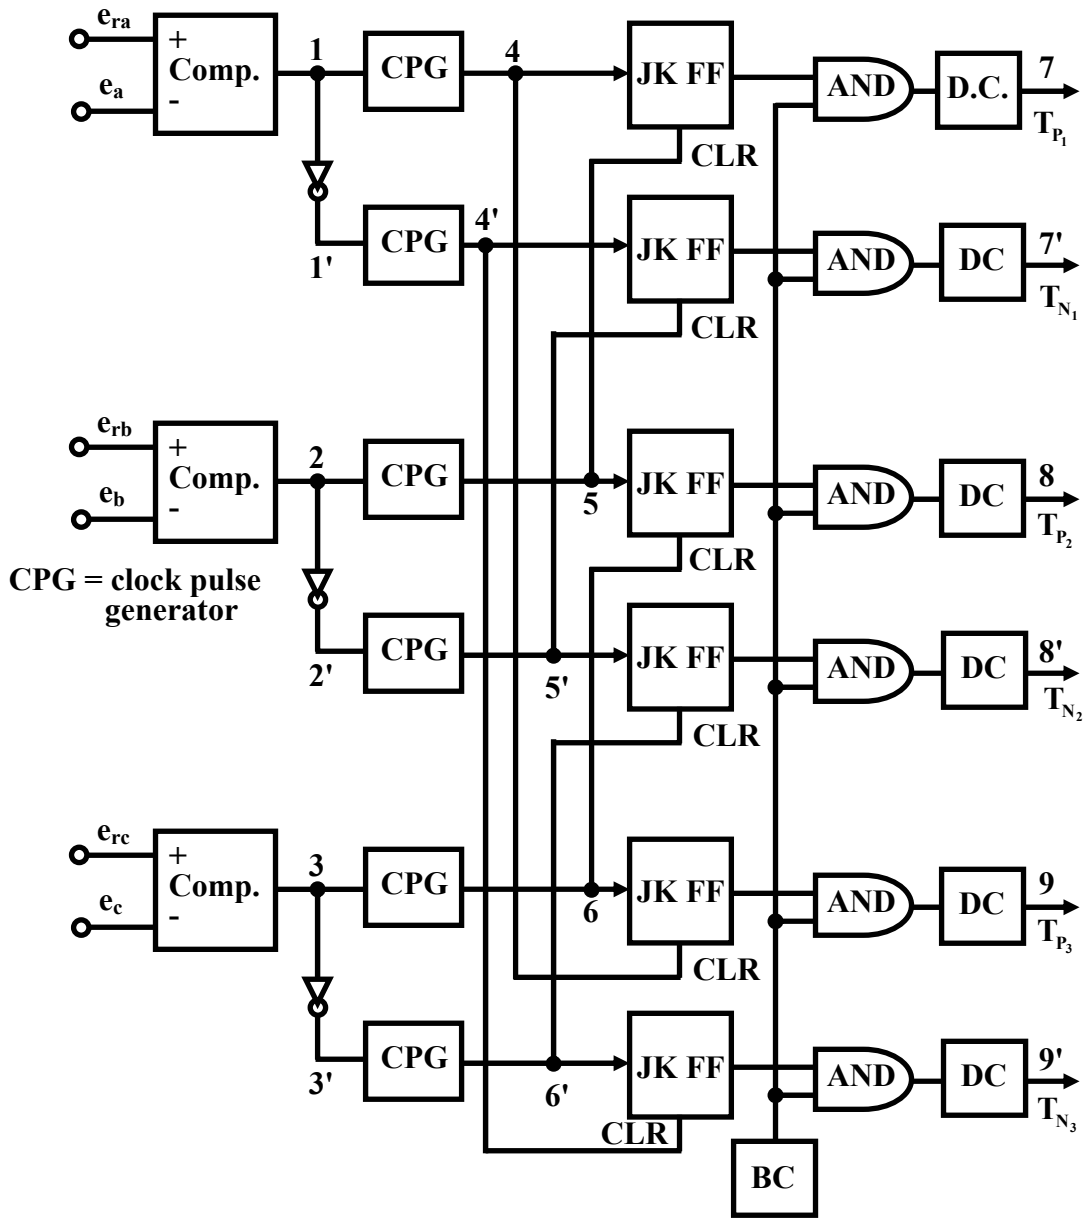 e_ra
+
Comp.
e_a
-
1
CPG
4
JK FF
AND
D.C.
7
T_P1
CLR
1'
CPG
4'
JK FF
AND
DC
7'
T_N1
CLR
e_rb
+
Comp.
e_b
-
2
CPG
5
JK FF
AND
DC
8
T_P2
CLR
CPG = clock pulse
generator
2'
CPG
5'
JK FF
AND
DC
8'
T_N2
CLR
e_rc
+
Comp.
e_c
-
3
CPG
6
JK FF
AND
DC
9
T_P3
CLR
3'
CPG
6'
JK FF
AND
DC
9'
T_N3
CLR
BC